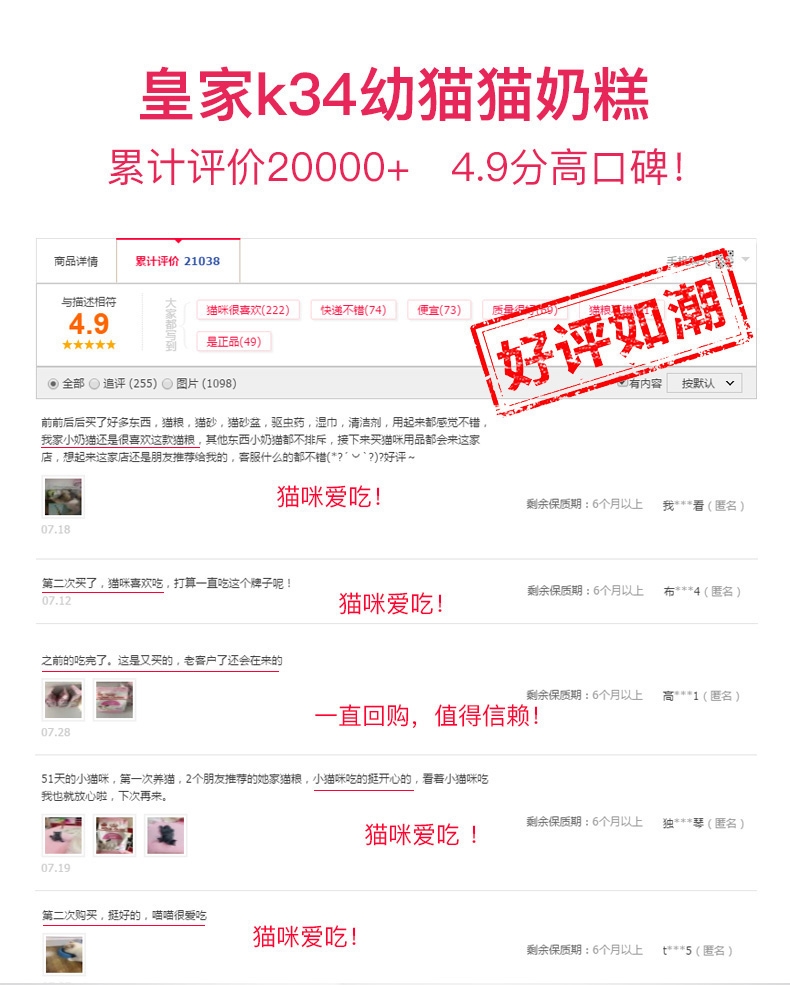 皇家k34幼猫猫奶糕
累计评价20000+ 4.9分高口碑！
商品详情
累计评价 21038
与描述相符
4.9
大家都写到
猫咪很喜欢(222)
快递不错(74)
便宜(73)
是正品(49)
好评如潮
全部
追评 (255)
图片 (1098)
有内容
按默认
前前后后买了好多东西，猫粮，猫砂，猫砂盆，驱虫药，湿巾，清洁剂，用起来都感觉不错，
我家小奶猫还是很喜欢这款猫粮，其他东西小奶猫都不排斥，接下来买猫咪用品都会来这家
店，想起来这家店还是朋友推荐给我的，客服什么的都不错(*?´╰╯`?)?好评～
猫咪爱吃！
剩余保质期：6个月以上
我***看（匿名）
07.18
第二次买了，猫咪喜欢吃，打算一直吃这个牌子呢！
07.12
猫咪爱吃！
剩余保质期：6个月以上
布***4（匿名）
之前的吃完了。这是又买的，老客户了还会在来的
一直回购，值得信赖！
剩余保质期：6个月以上
高***1（匿名）
07.28
51天的小猫咪，第一次养猫，2个朋友推荐的她家猫粮，小猫咪吃的挺开心的，看着小猫咪吃
我也就放心啦，下次再来。
猫咪爱吃 ！
剩余保质期：6个月以上
独***琴（匿名）
07.19
第二次购买，挺好的，喵喵很爱吃
猫咪爱吃！
剩余保质期：6个月以上
t***5（匿名）